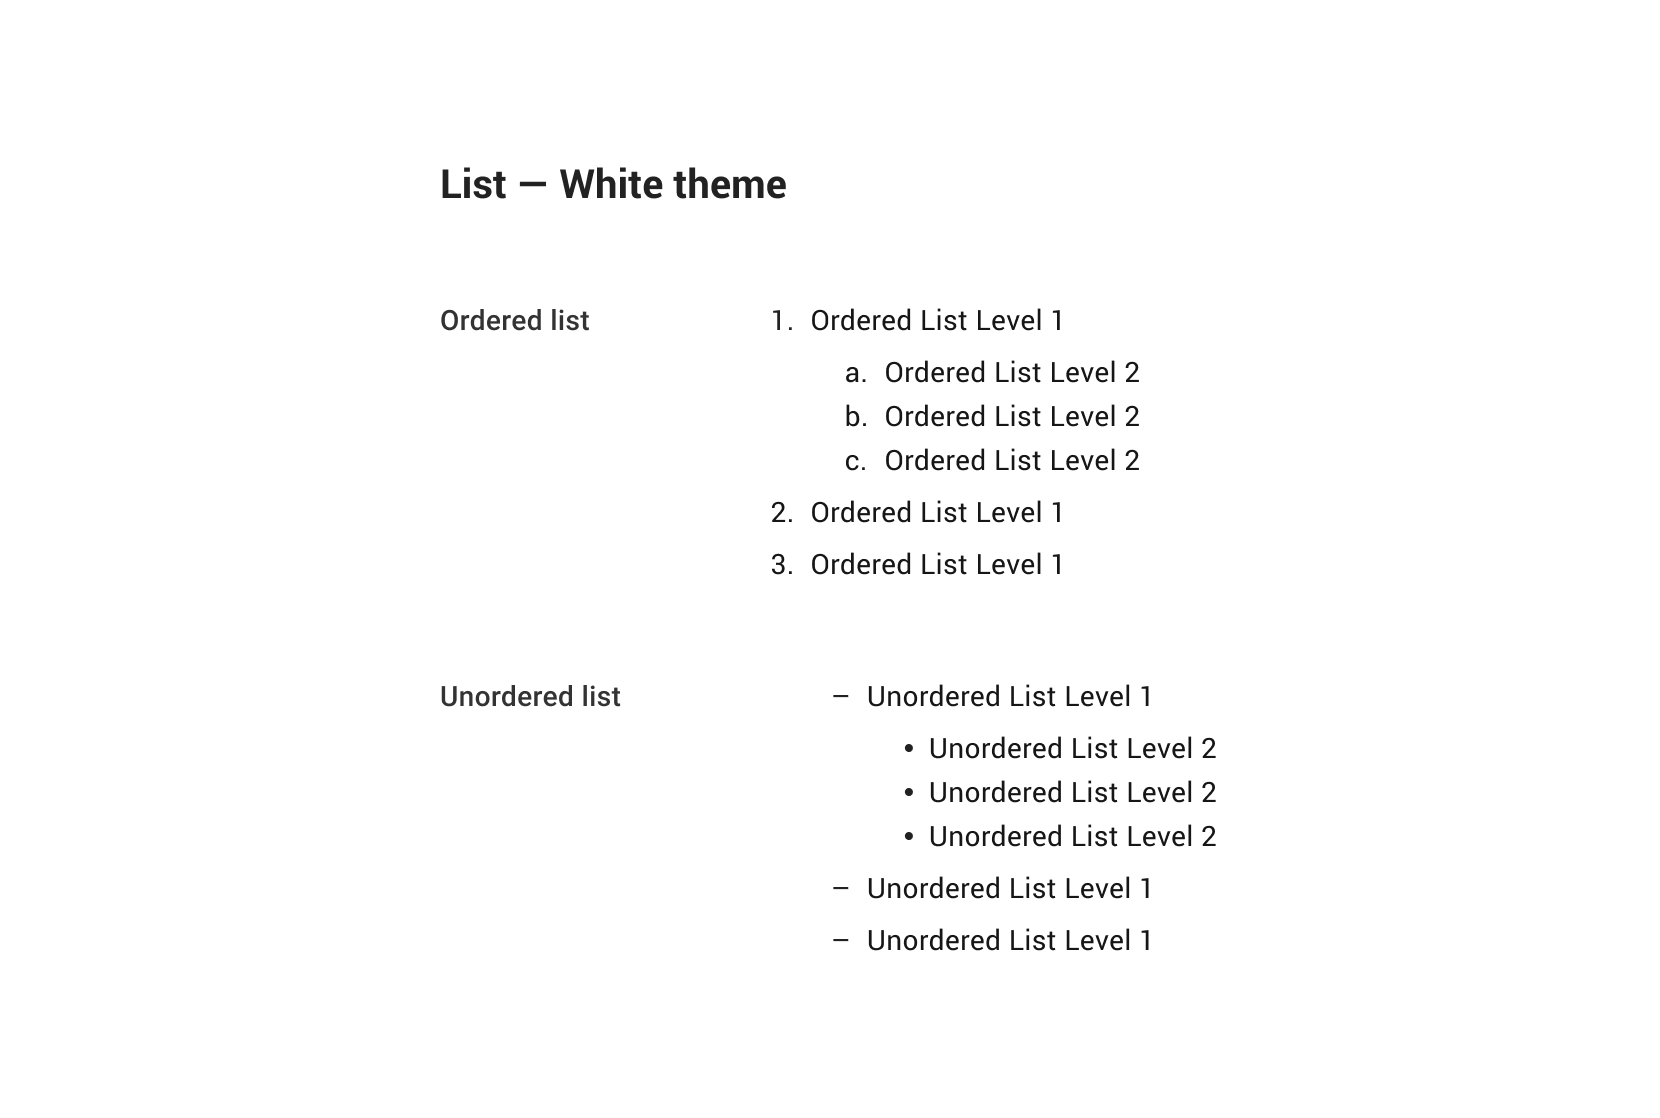 List — White theme
Ordered list
1. Ordered List Level 1
a. Ordered List Level 2
b. Ordered List Level 2
c. Ordered List Level 2
2. Ordered List Level 1
3. Ordered List Level 1
Unordered list
– Unordered List Level 1
• Unordered List Level 2
• Unordered List Level 2
• Unordered List Level 2
– Unordered List Level 1
– Unordered List Level 1